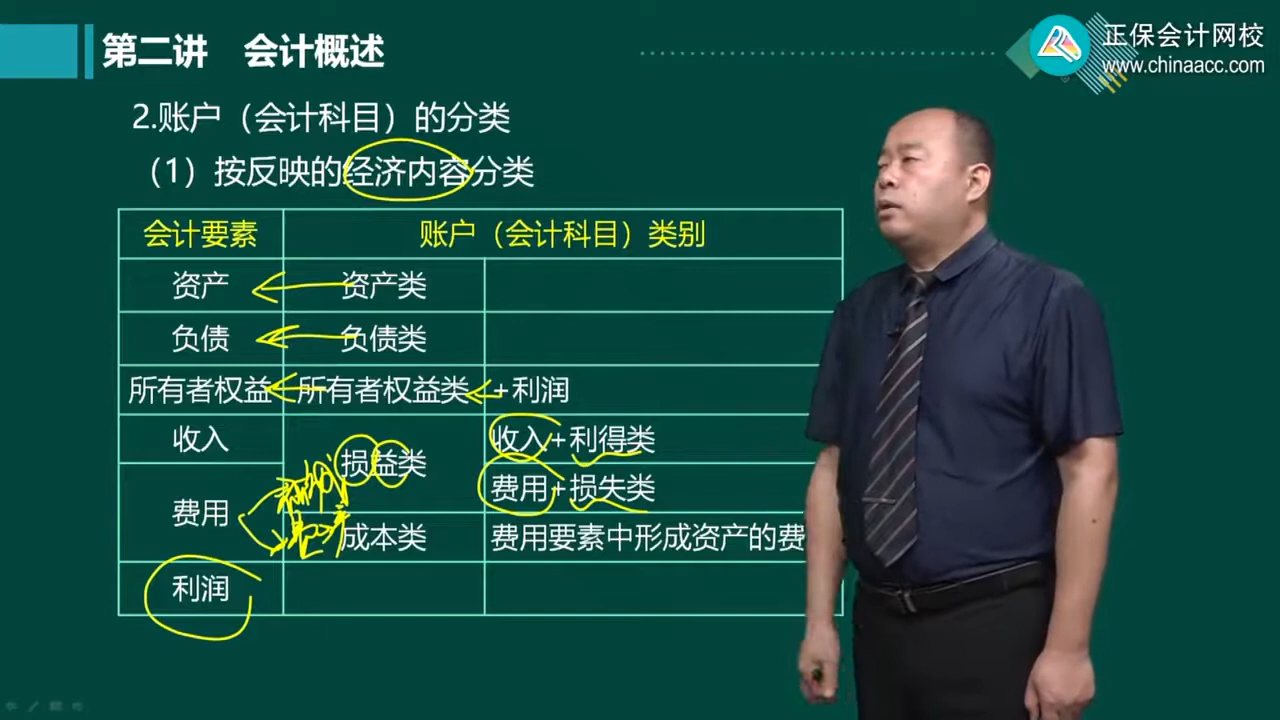 第二讲 会计概述
正保会计网校
www.chinaacc.com
2.账户（会计科目）的分类
（1）按反映的经济内容分类
会计要素 账户（会计科目）类别
资产 资产类
负债 负债类
所有者权益 所有者权益类 +利润
收入 损益类 收入+利得类
费用 费用+损失类
成本类 费用要素中形成资产的费
利润